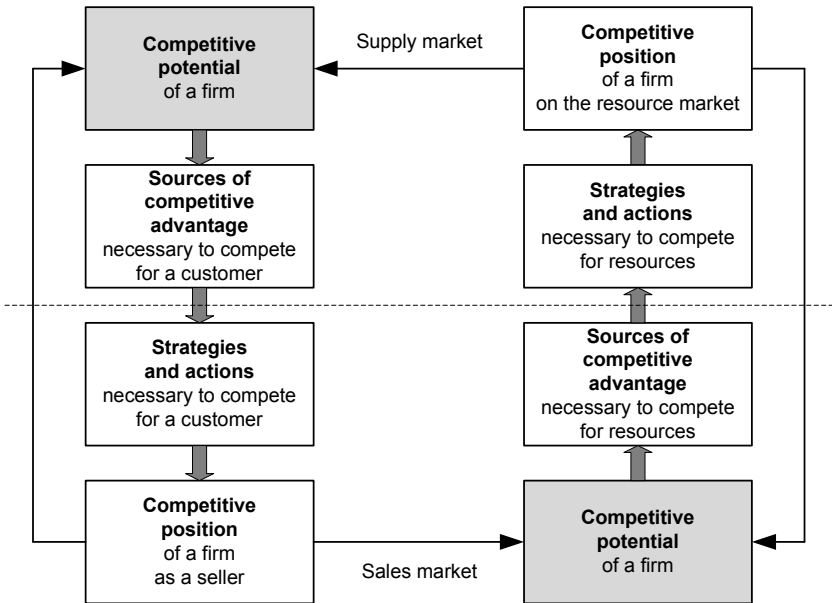 Competitive
potential
of a firm
Supply market
Competitive
position
of a firm
on the resource market
Sources of
competitive
advantage
necessary to compete
for a customer
Strategies
and actions
necessary to compete
for resources
Strategies
and actions
necessary to compete
for a customer
Sources of
competitive
advantage
necessary to compete
for resources
Competitive
position
of a firm
as a seller
Sales market
Competitive
potential
of a firm